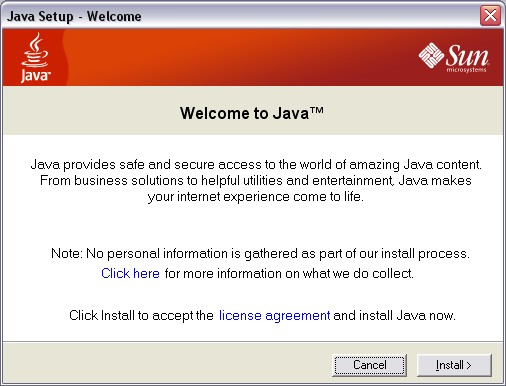 Java Setup - Welcome
Java™
Sun
microsystems
Welcome to Java™
Java provides safe and secure access to the world of amazing Java content.
From business solutions to helpful utilities and entertainment, Java makes
your internet experience come to life.
Note: No personal information is gathered as part of our install process.
Click here for more information on what we do collect.
Click Install to accept the license agreement and install Java now.
Cancel
Install >